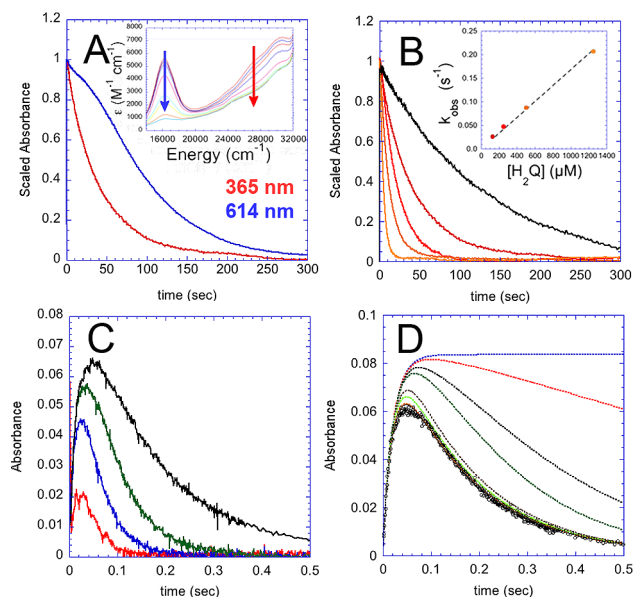 A
Scaled Absorbance
1.2
1
0.8
0.6
0.4
0.2
0
0 50 100 150 200 250 300
time (sec)
365 nm
614 nm
ε (M⁻¹ cm⁻¹)
8000
7000
6000
5000
4000
3000
2000
1000
0
16000 20000 24000 28000 32000
Energy (cm⁻¹)
B
Scaled Absorbance
1.2
1
0.8
0.6
0.4
0.2
0
0 50 100 150 200 250 300
time (sec)
k_obs (s⁻¹)
0.25
0.20
0.15
0.10
0.05
0.00
0 200 400 600 800 1000 1200 1400
[H₂Q] (µM)
C
Absorbance
0.08
0.07
0.06
0.05
0.04
0.03
0.02
0.01
0
0 0.1 0.2 0.3 0.4 0.5
time (sec)
D
Absorbance
0.1
0.08
0.06
0.04
0.02
0
0 0.1 0.2 0.3 0.4 0.5
time (sec)